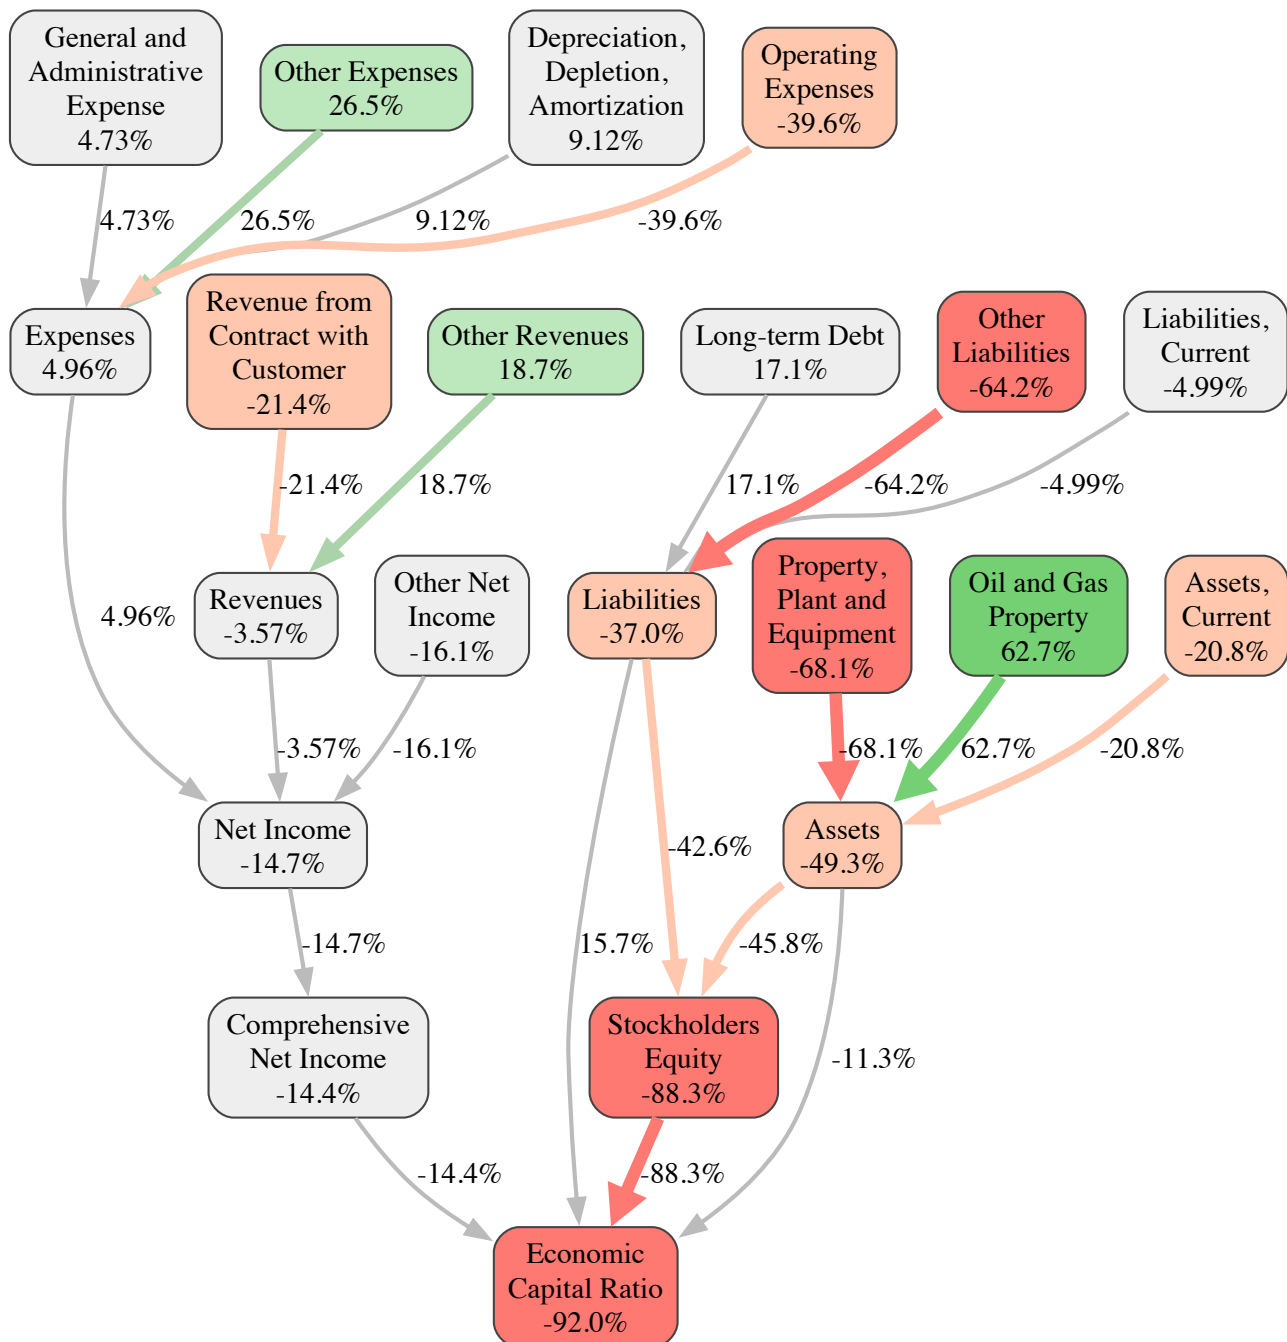 General and
Administrative
Expense
4.73%
Other Expenses
26.5%
Depreciation,
Depletion,
Amortization
9.12%
Operating
Expenses
-39.6%
4.73%
26.5%
9.12%
-39.6%
Expenses
4.96%
Revenue from
Contract with
Customer
-21.4%
Other Revenues
18.7%
Long-term Debt
17.1%
Other
Liabilities
-64.2%
Liabilities,
Current
-4.99%
-21.4%
18.7%
17.1%
-64.2%
-4.99%
4.96%
Revenues
-3.57%
Other Net
Income
-16.1%
Liabilities
-37.0%
Property,
Plant and
Equipment
-68.1%
Oil and Gas
Property
62.7%
Assets,
Current
-20.8%
-3.57%
-16.1%
-68.1%
62.7%
-20.8%
Net Income
-14.7%
-42.6%
Assets
-49.3%
-14.7%
15.7%
-45.8%
Comprehensive
Net Income
-14.4%
Stockholders
Equity
-88.3%
-11.3%
-14.4%
-88.3%
Economic
Capital Ratio
-92.0%